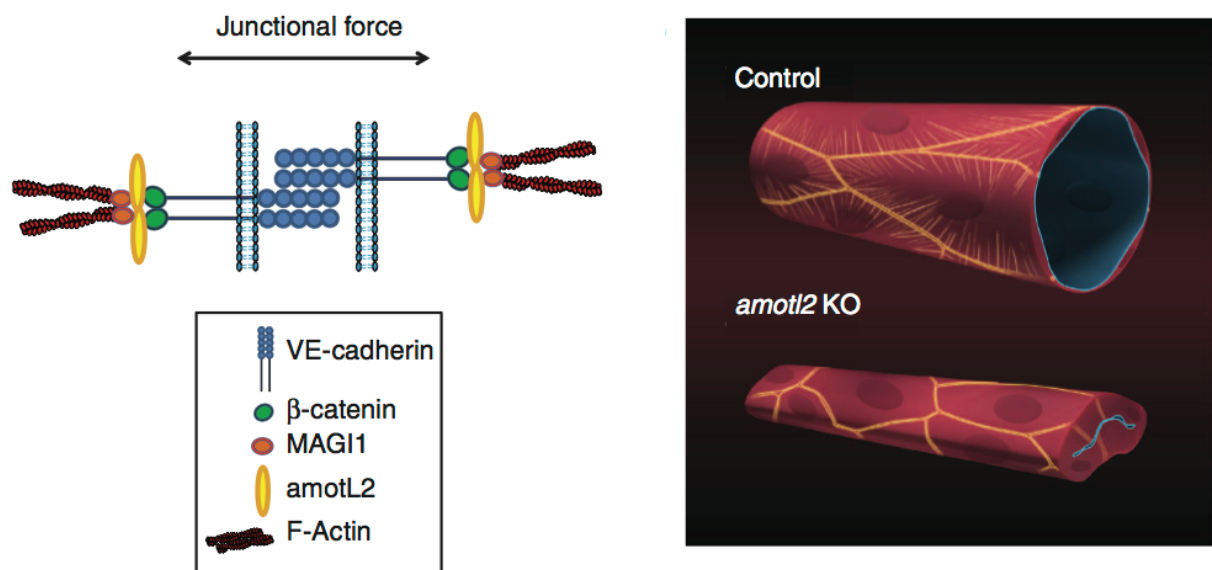 Junctional force
VE-cadherin
β-catenin
MAGI1
amotL2
F-Actin
Control
amotl2 KO